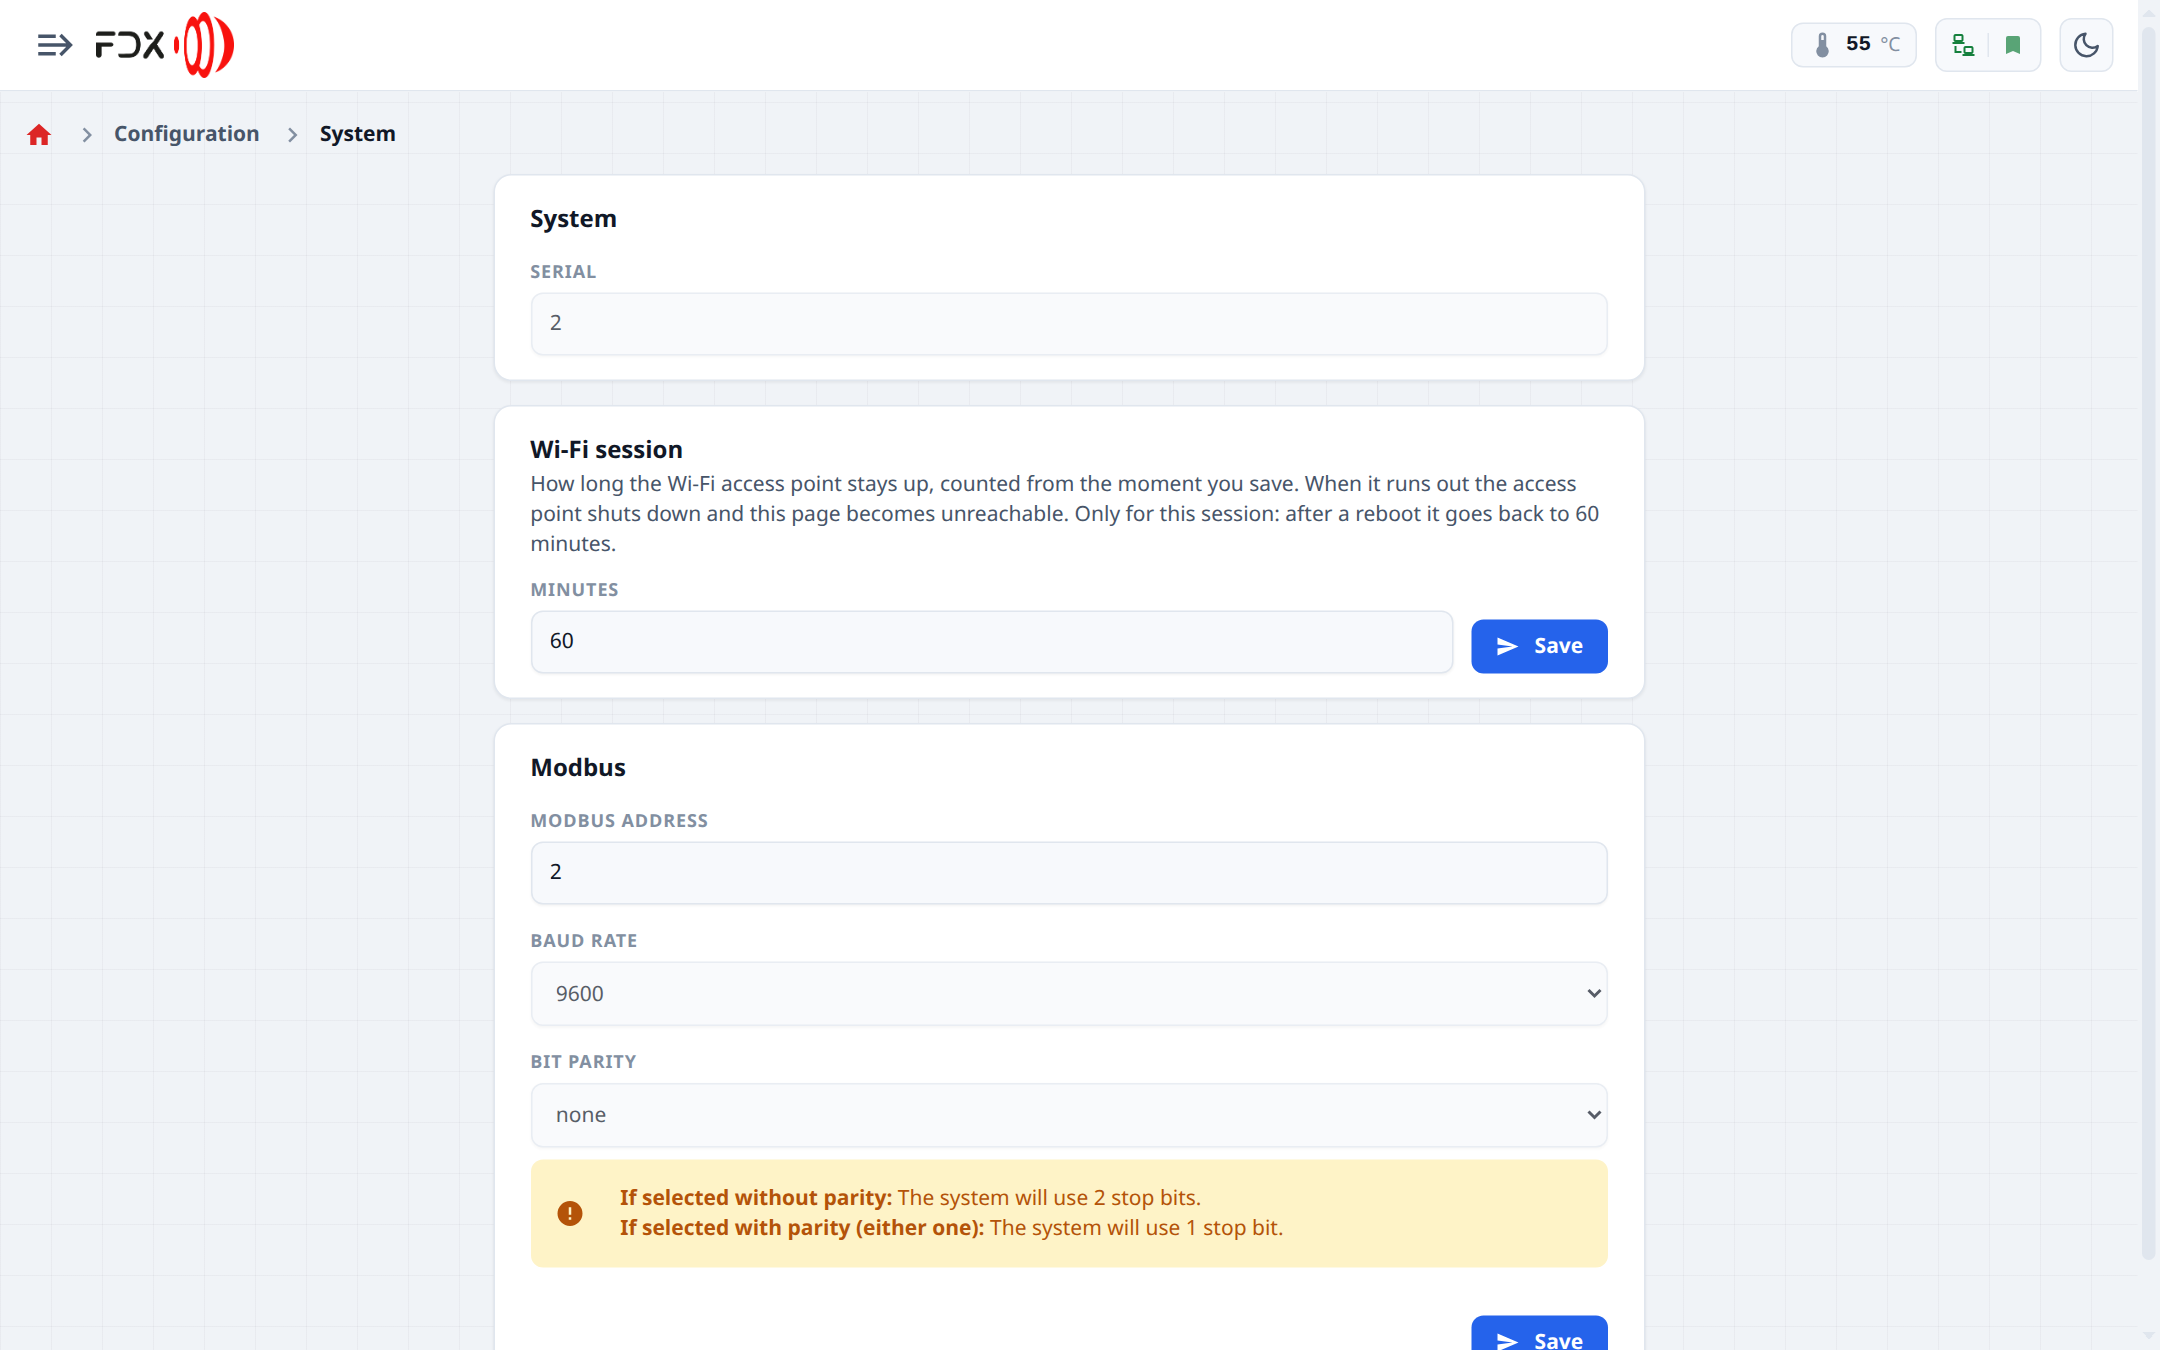 FDX
55 °C
Configuration
System
System
SERIAL
2
Wi-Fi session
How long the Wi-Fi access point stays up, counted from the moment you save. When it runs out the access
point shuts down and this page becomes unreachable. Only for this session: after a reboot it goes back to 60
minutes.
MINUTES
60
Save
Modbus
MODBUS ADDRESS
2
BAUD RATE
9600
BIT PARITY
none
If selected without parity: The system will use 2 stop bits.
If selected with parity (either one): The system will use 1 stop bit.
Save